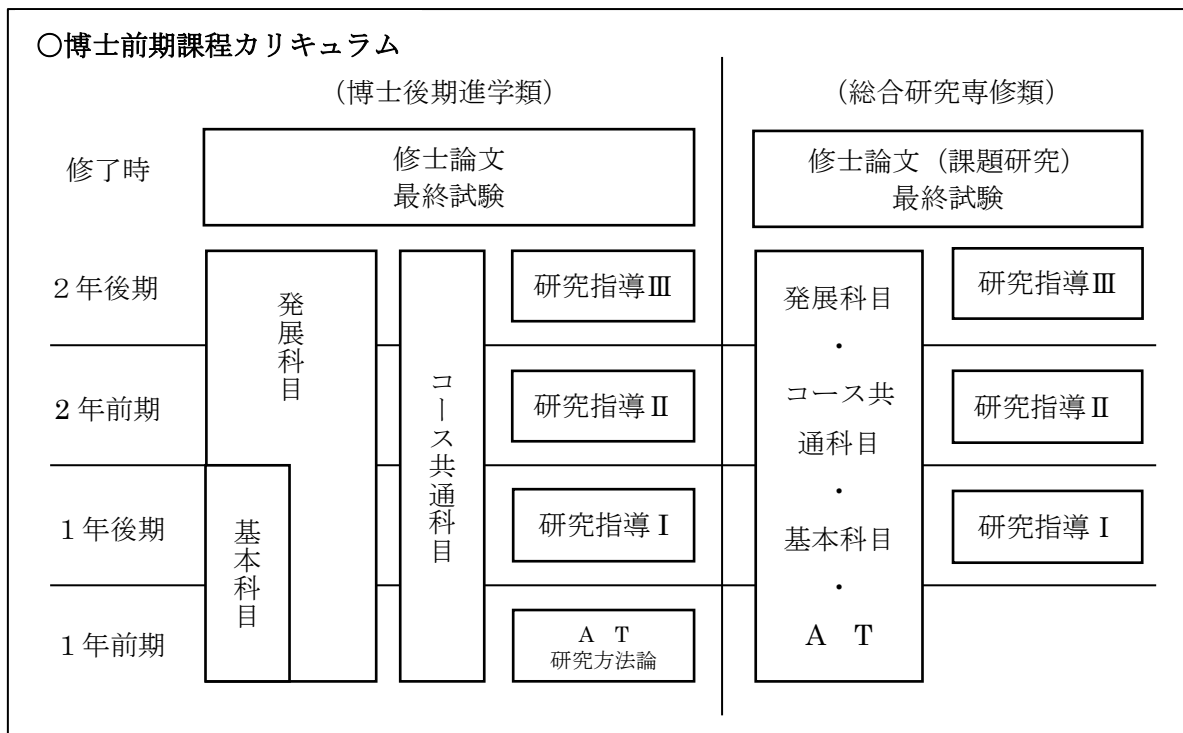 ○博士前期課程カリキュラム
(博士後期進学類)
(総合研究専修類)
修了時
修士論文
最終試験
修士論文(課題研究)
最終試験
2年後期
発展科目
コース共通科目
研究指導Ⅲ
発展科目
・
コース共
通科目
・
基本科目
・
A T
研究指導Ⅲ
2年前期
研究指導Ⅱ
研究指導Ⅱ
1年後期
基本科目
研究指導Ⅰ
研究指導Ⅰ
1年前期
A T
研究方法論